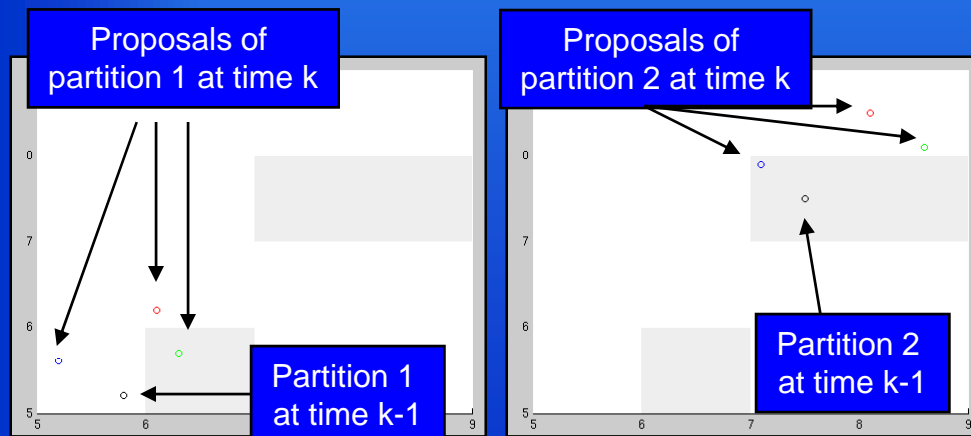 Proposals of
partition 1 at time k
0
7
6
5
5
6
9
Partition 1
at time k-1
Proposals of
partition 2 at time k
0
7
6
5
5
6
7
8
9
Partition 2
at time k-1